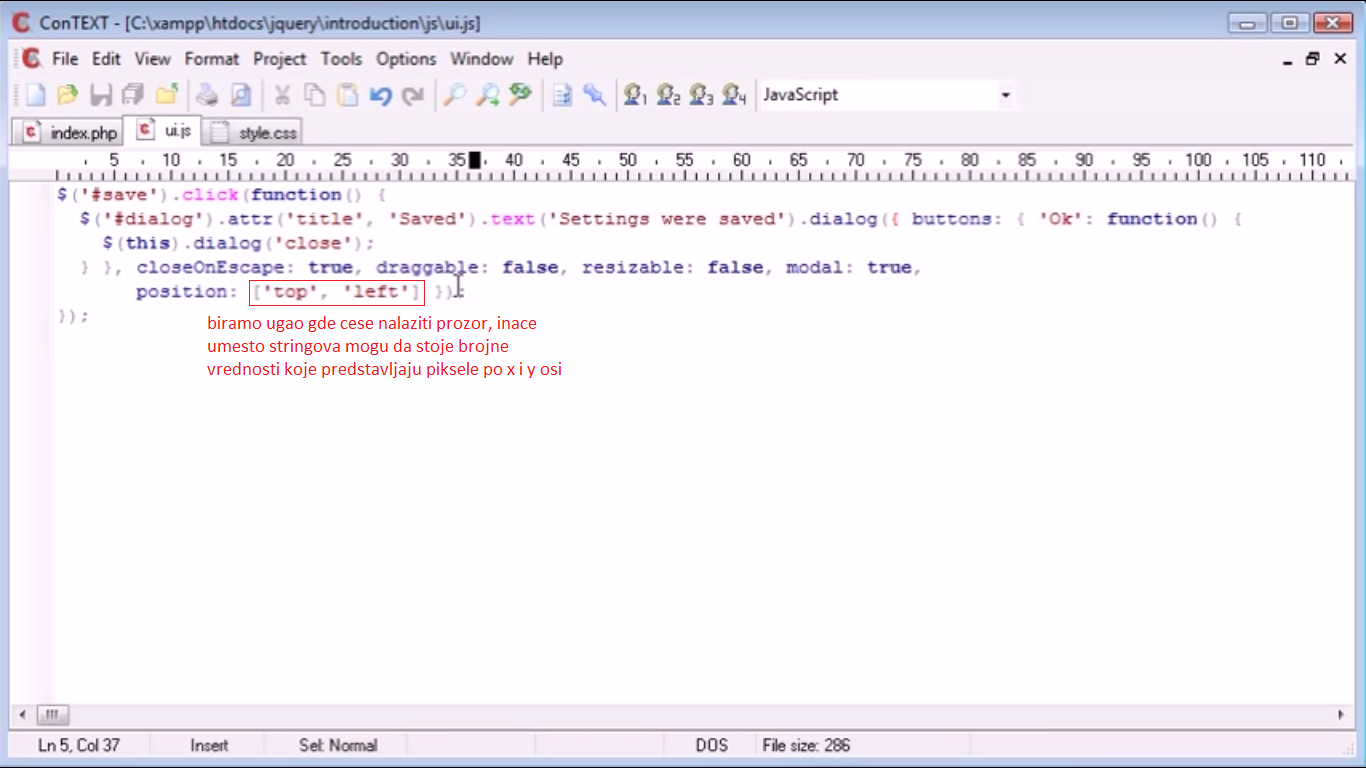 ConTEXT - [C:\xampp\htdocs\jquery\introduction\js\ui.js]
File Edit View Format Project Tools Options Window Help
1 2 3 4 JavaScript
index.php ui.js style.css
5 10 15 20 25 30 35 40 45 50 55 60 65 70 75 80 85 90 95 100 105 110
$('#save').click(function() {
$('#dialog').attr('title', 'Saved').text('Settings were saved').dialog({ buttons: { 'Ok': function() {
$(this).dialog('close');
} }, closeOnEscape: true, draggable: false, resizable: false, modal: true,
position: ['top', 'left'] });
});
biramo ugao gde cese nalaziti prozor, inace
umesto stringova mogu da stoje brojne
vrednosti koje predstavljaju piksele po x i y osi
Ln 5, Col 37 Insert Sel: Normal DOS File size: 286